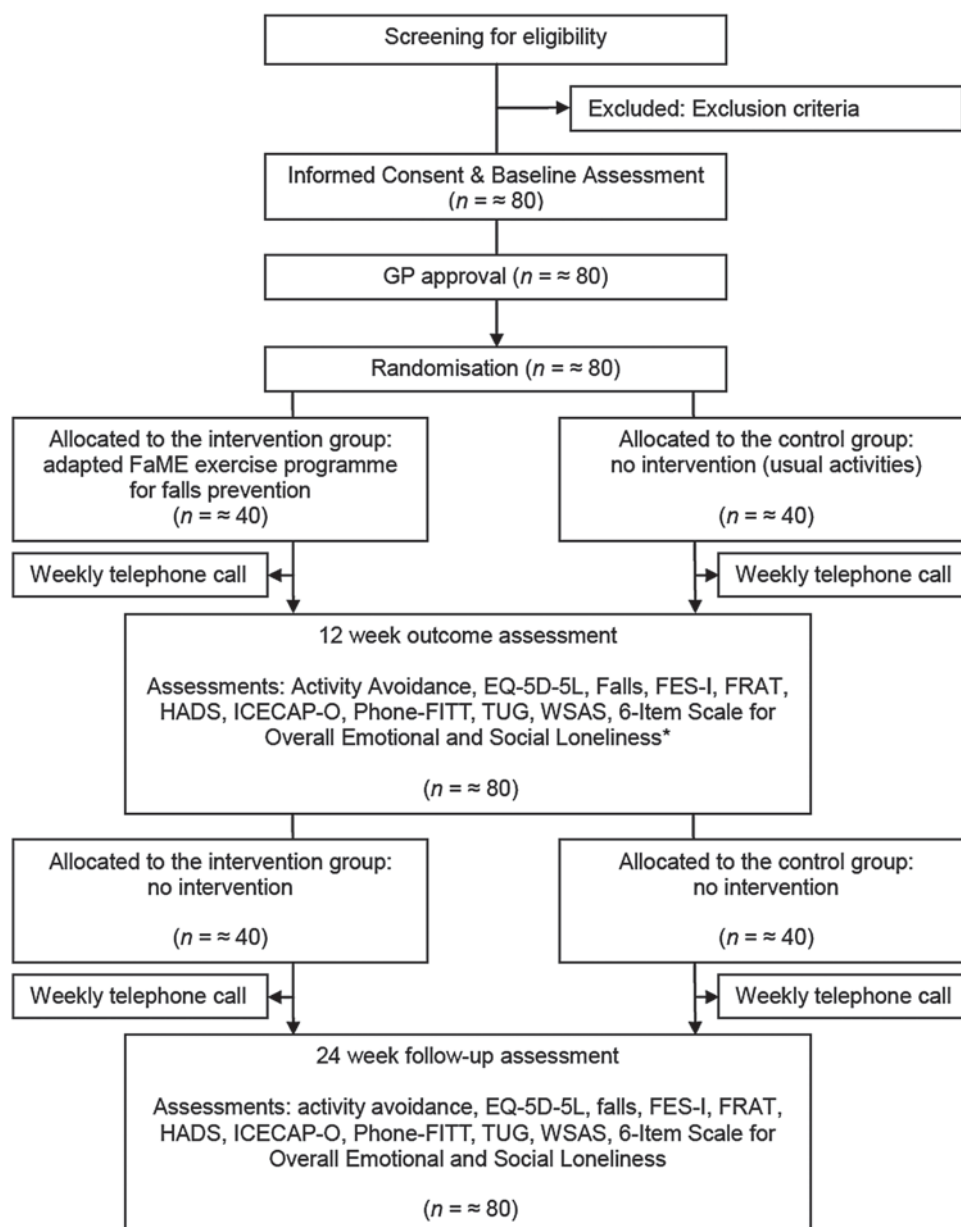 Screening for eligibility
Excluded: Exclusion criteria
Informed Consent & Baseline Assessment
(n = ≈ 80)
GP approval (n = ≈ 80)
Randomisation (n = ≈ 80)
Allocated to the intervention group:
adapted FaME exercise programme
for falls prevention
(n = ≈ 40)
Allocated to the control group:
no intervention (usual activities)
(n = ≈ 40)
Weekly telephone call
Weekly telephone call
12 week outcome assessment
Assessments: Activity Avoidance, EQ-5D-5L, Falls, FES-I, FRAT,
HADS, ICECAP-O, Phone-FITT, TUG, WSAS, 6-Item Scale for
Overall Emotional and Social Loneliness*
(n = ≈ 80)
Allocated to the intervention group:
no intervention
(n = ≈ 40)
Allocated to the control group:
no intervention
(n = ≈ 40)
Weekly telephone call
Weekly telephone call
24 week follow-up assessment
Assessments: activity avoidance, EQ-5D-5L, falls, FES-I, FRAT,
HADS, ICECAP-O, Phone-FITT, TUG, WSAS, 6-Item Scale for
Overall Emotional and Social Loneliness
(n = ≈ 80)